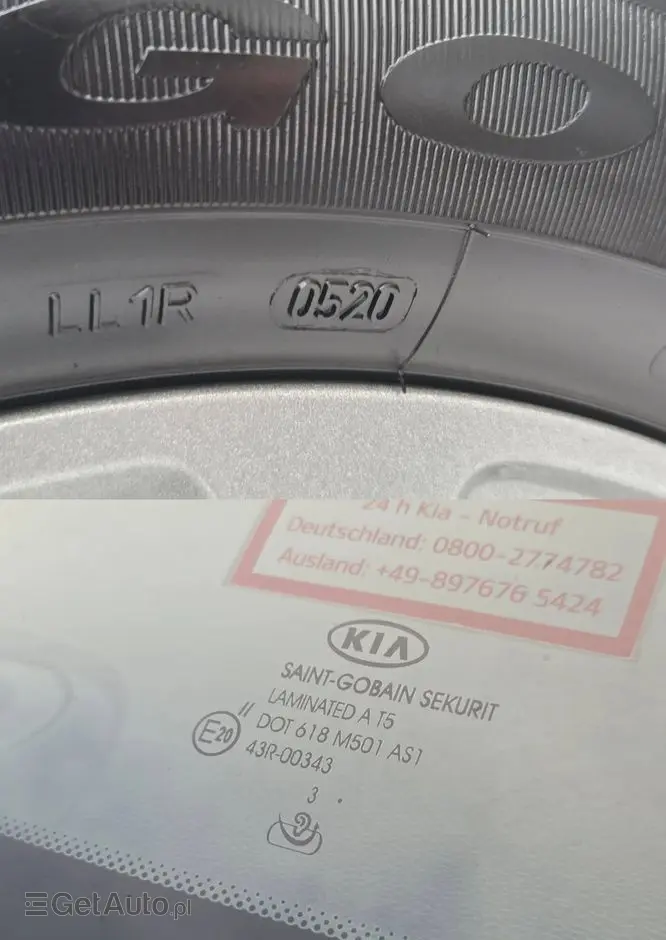 GO
LL1R 0520
24 h Kia - Notruf
Deutschland: 0800-2774782
Ausland: +49-897676 5424
KIA
SAINT-GOBAIN SEKURIT
LAMINATED A T5
// DOT 618 M501 AS1
E20
43R-00343
3 .
GetAuto.pl